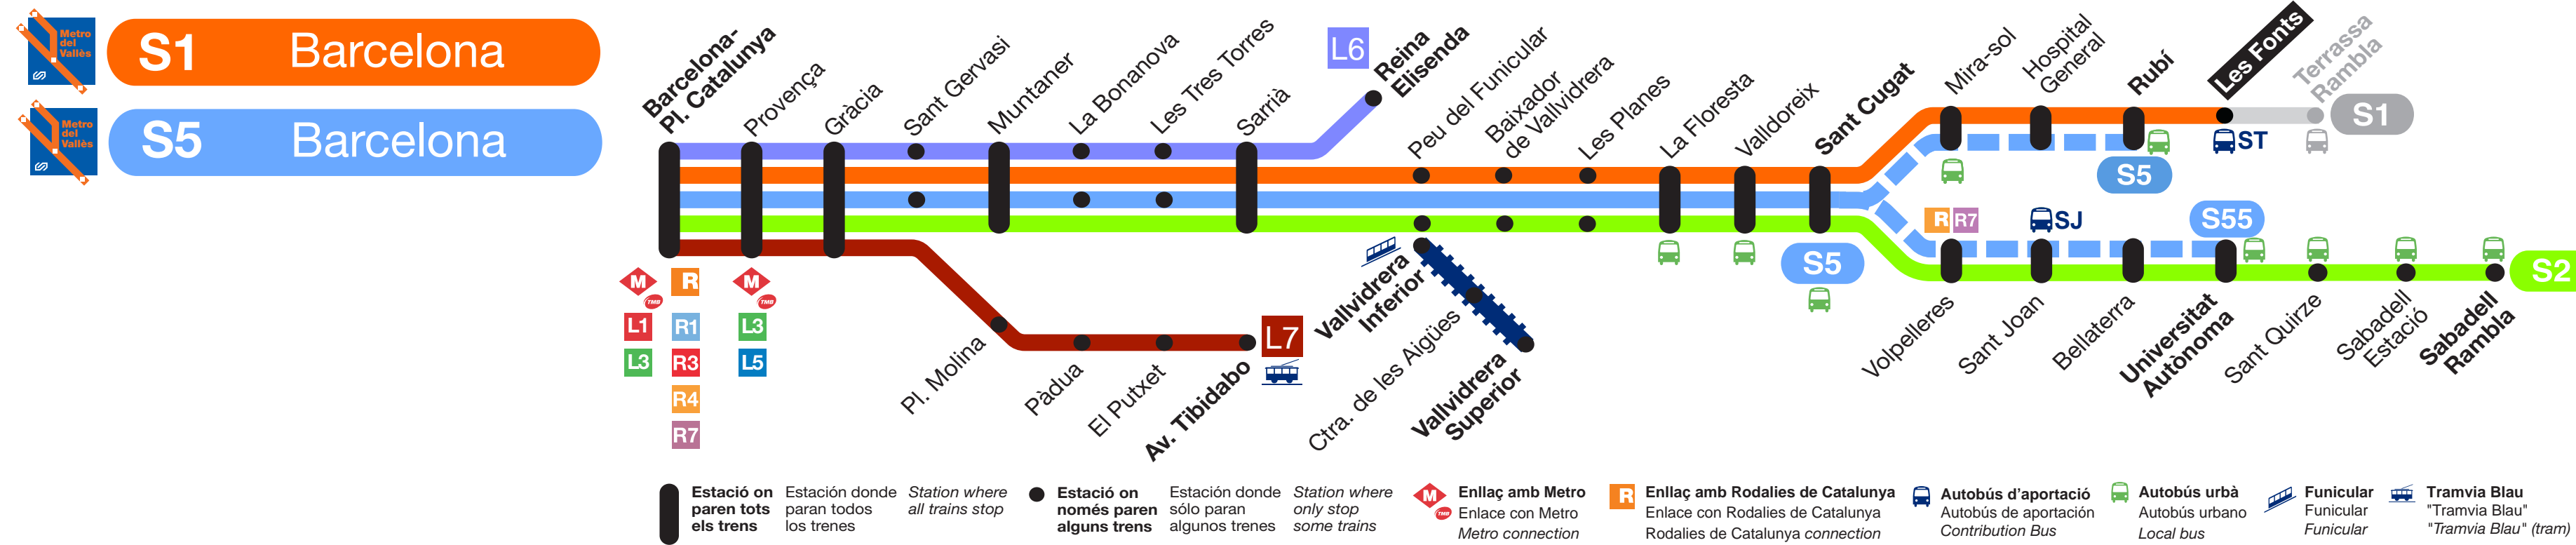 Metro
del
Vallès
S1 Barcelona
Metro
del
Vallès
S5 Barcelona
Barcelona-
Pl. Catalunya
Provença
Gràcia
Sant Gervasi
Muntaner
La Bonanova
Les Tres Torres
Sarrià
L6
Reina
Elisenda
Peu del Funicular
Baixador
de Vallvidrera
Les Planes
La Floresta
Valldoreix
Sant Cugat
Mira-sol
Hospital
General
Rubí
Les Fonts
Terrassa
Rambla
S1
ST
S5
S55
R R7
SJ
S5
S2
M
TMB
L1
L3
R
R1
R3
R4
R7
M
TMB
L3
L5
Pl. Molina
Pàdua
El Putxet
Av. Tibidabo
L7
Vallvidrera
Inferior
Ctra. de les Aigües
Vallvidrera
Superior
Volpelleres
Sant Joan
Bellaterra
Universitat
Autònoma
Sant Quirze
Sabadell
Estació
Sabadell
Rambla
Estació on
paren tots
els trens
Estación donde
paran todos
los trenes
Station where
all trains stop
Estació on
només paren
alguns trens
Estación donde
sólo paran
algunos trenes
Station where
only stop
some trains
M
TMB
Enllaç amb Metro
Enlace con Metro
Metro connection
R
Enllaç amb Rodalies de Catalunya
Enlace con Rodalies de Catalunya
Rodalies de Catalunya connection
Autobús d'aportació
Autobús de aportación
Contribution Bus
Autobús urbà
Autobús urbano
Local bus
Funicular
Funicular
Funicular
Tramvia Blau
"Tramvia Blau"
"Tramvia Blau" (tram)